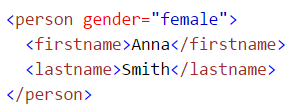 <person gender="female">
  <firstname>Anna</firstname>
  <lastname>Smith</lastname>
</person>